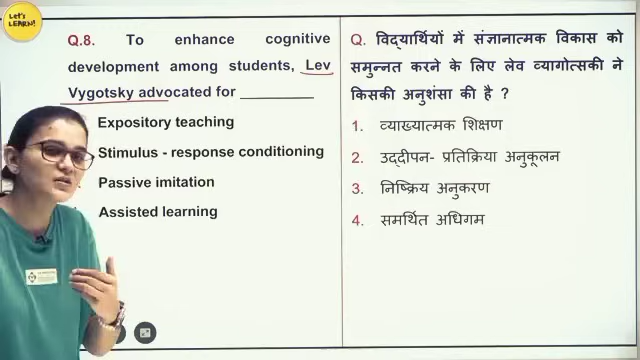 Let's
LEARN!
Q.8. To enhance cognitive
development among students, Lev
Vygotsky advocated for __________
Expository teaching
Stimulus - response conditioning
Passive imitation
Assisted learning
Q. विद्यार्थियों में संज्ञानात्मक विकास को
समुन्नत करने के लिए लेव व्यागोत्सकी ने
किसकी अनुशंसा की है ?
1. व्याख्यात्मक शिक्षण
2. उद्दीपन- प्रतिक्रिया अनुकूलन
3. निष्क्रिय अनुकरण
4. समर्थित अधिगम